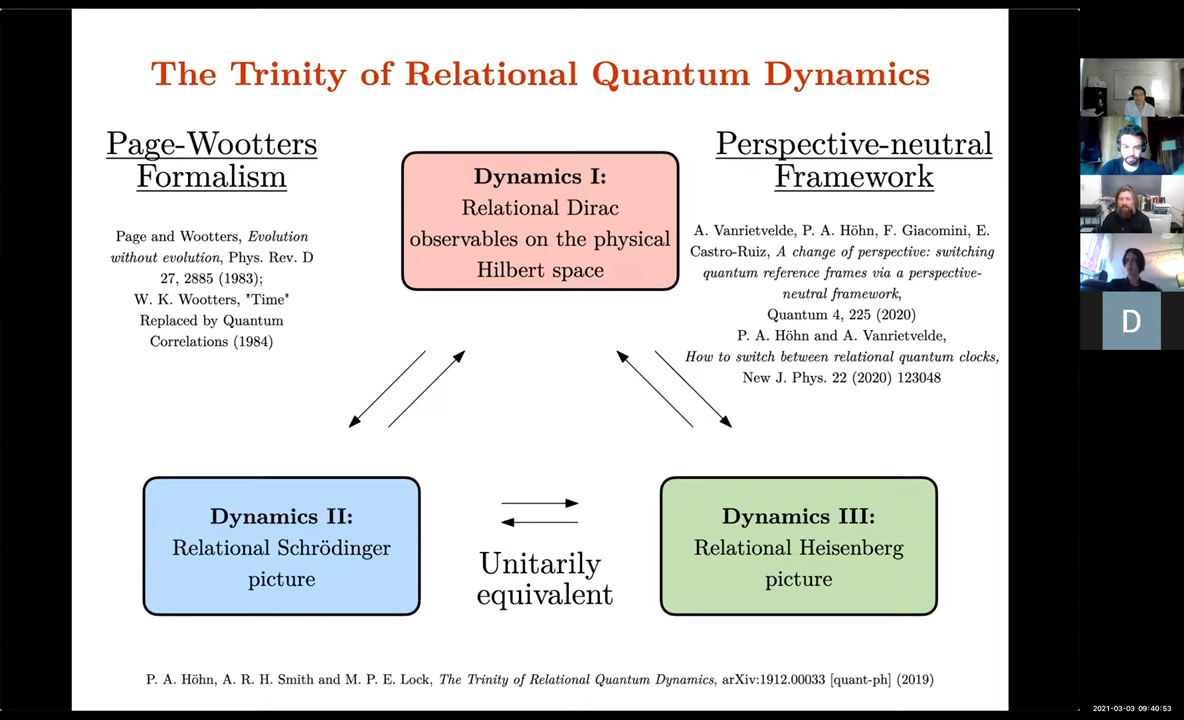 The Trinity of Relational Quantum Dynamics
Page-Wootters
Formalism
Page and Wootters, Evolution
without evolution, Phys. Rev. D
27, 2885 (1983);
W. K. Wootters, "Time"
Replaced by Quantum
Correlations (1984)
Dynamics I:
Relational Dirac
observables on the physical
Hilbert space
Perspective-neutral
Framework
A. Vanrietvelde, P. A. Höhn, F. Giacomini, E.
Castro-Ruiz, A change of perspective: switching
quantum reference frames via a perspective-
neutral framework,
Quantum 4, 225 (2020)
P. A. Höhn and A. Vanrietvelde,
How to switch between relational quantum clocks,
New J. Phys. 22 (2020) 123048
Dynamics II:
Relational Schrödinger
picture
Unitarily
equivalent
Dynamics III:
Relational Heisenberg
picture
P. A. Höhn, A. R. H. Smith and M. P. E. Lock, The Trinity of Relational Quantum Dynamics, arXiv:1912.00033 [quant-ph] (2019)
D
2021-03-03 09:40:53